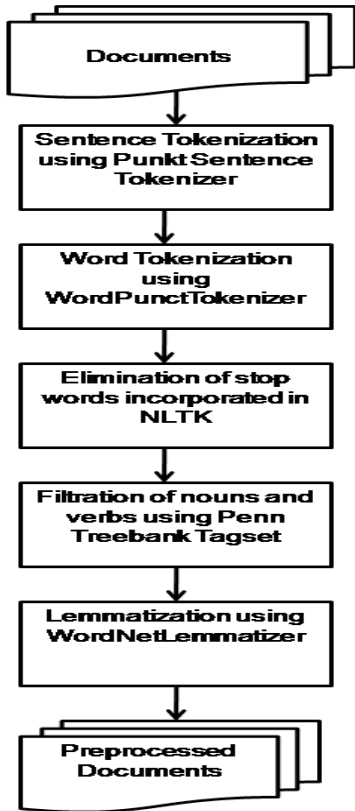 Documents
Sentence Tokenization
using Punkt Sentence
Tokenizer
Word Tokenization
using
WordPunctTokenizer
Elimination of stop
words incorporated in
NLTK
Filtration of nouns and
verbs using Penn
Treebank Tagset
Lemmatization using
WordNetLemmatizer
Preprocessed
Documents